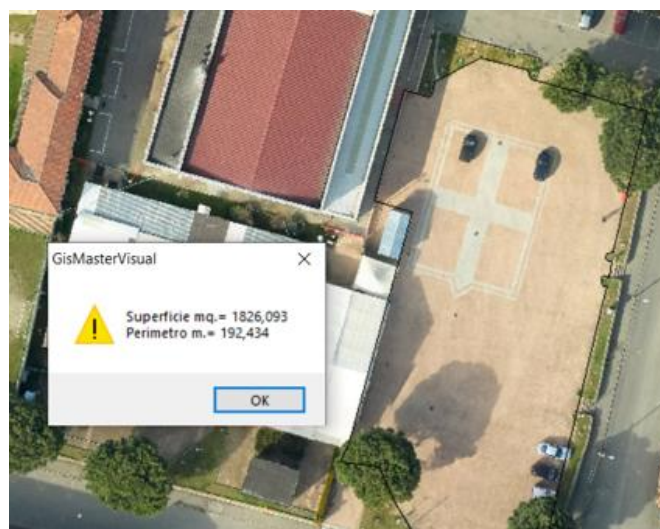 GisMasterVisual
Superficie mq.= 1826,093
Perimetro m.= 192,434
OK